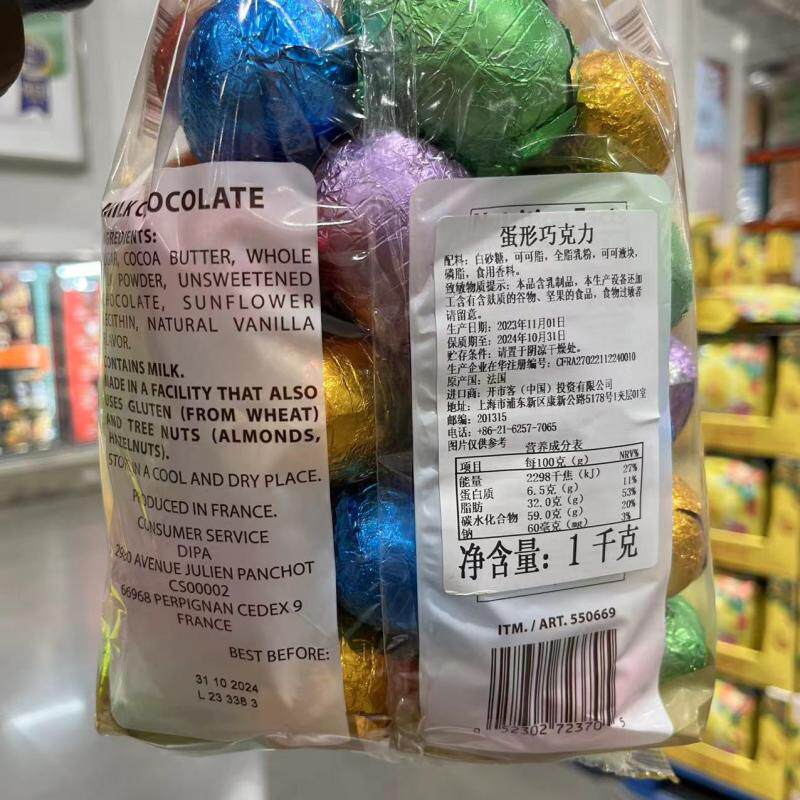 MILK CHOCOLATE
INGREDIENTS:
SUGAR, COCOA BUTTER, WHOLE
POWDER, UNSWEETENED
CHOCOLATE, SUNFLOWER
LECITHIN, NATURAL VANILLA
FLAVOR.
CONTAINS MILK.
MADE IN A FACILITY THAT ALSO
USES GLUTEN (FROM WHEAT)
AND TREE NUTS (ALMONDS,
HAZELNUTS).
STORE IN A COOL AND DRY PLACE.
PRODUCED IN FRANCE.
CONSUMER SERVICE
DIPA
AVENUE JULIEN PANCHOT
CS00002
66968 PERPIGNAN CEDEX 9
FRANCE
BEST BEFORE:
31 10 2024
L 23 338 3
蛋形巧克力
配料：白砂糖，可可脂，全脂乳粉，可可液块，
磷脂，食用香料。
致敏物质提示：本品含乳制品，本生产设备还加
工含有含麸质的谷物、坚果的食品，食物过敏者
请留意。
生产日期：2023年11月01日
保质期至：2024年10月31日
贮存条件：请置于阴凉干燥处。
生产企业在华注册编号：CFRA27022112240010
原产国：法国
进口商：开市客（中国）投资有限公司
地址：上海市浦东新区康新公路5178号1夹层01室
邮编：201315
电话：+86-21-6257-7065
图片仅供参考 营养成分表
项目 每100克（g） NRV%
能量 2298千焦（kJ） 27%
蛋白质 6.5克（g） 11%
脂肪 32.0克（g） 53%
碳水化合物 59.0克（g） 20%
钠 60毫克（mg） 3%
净含量：1 千克
ITM. / ART. 550669
0 52302 72370 5